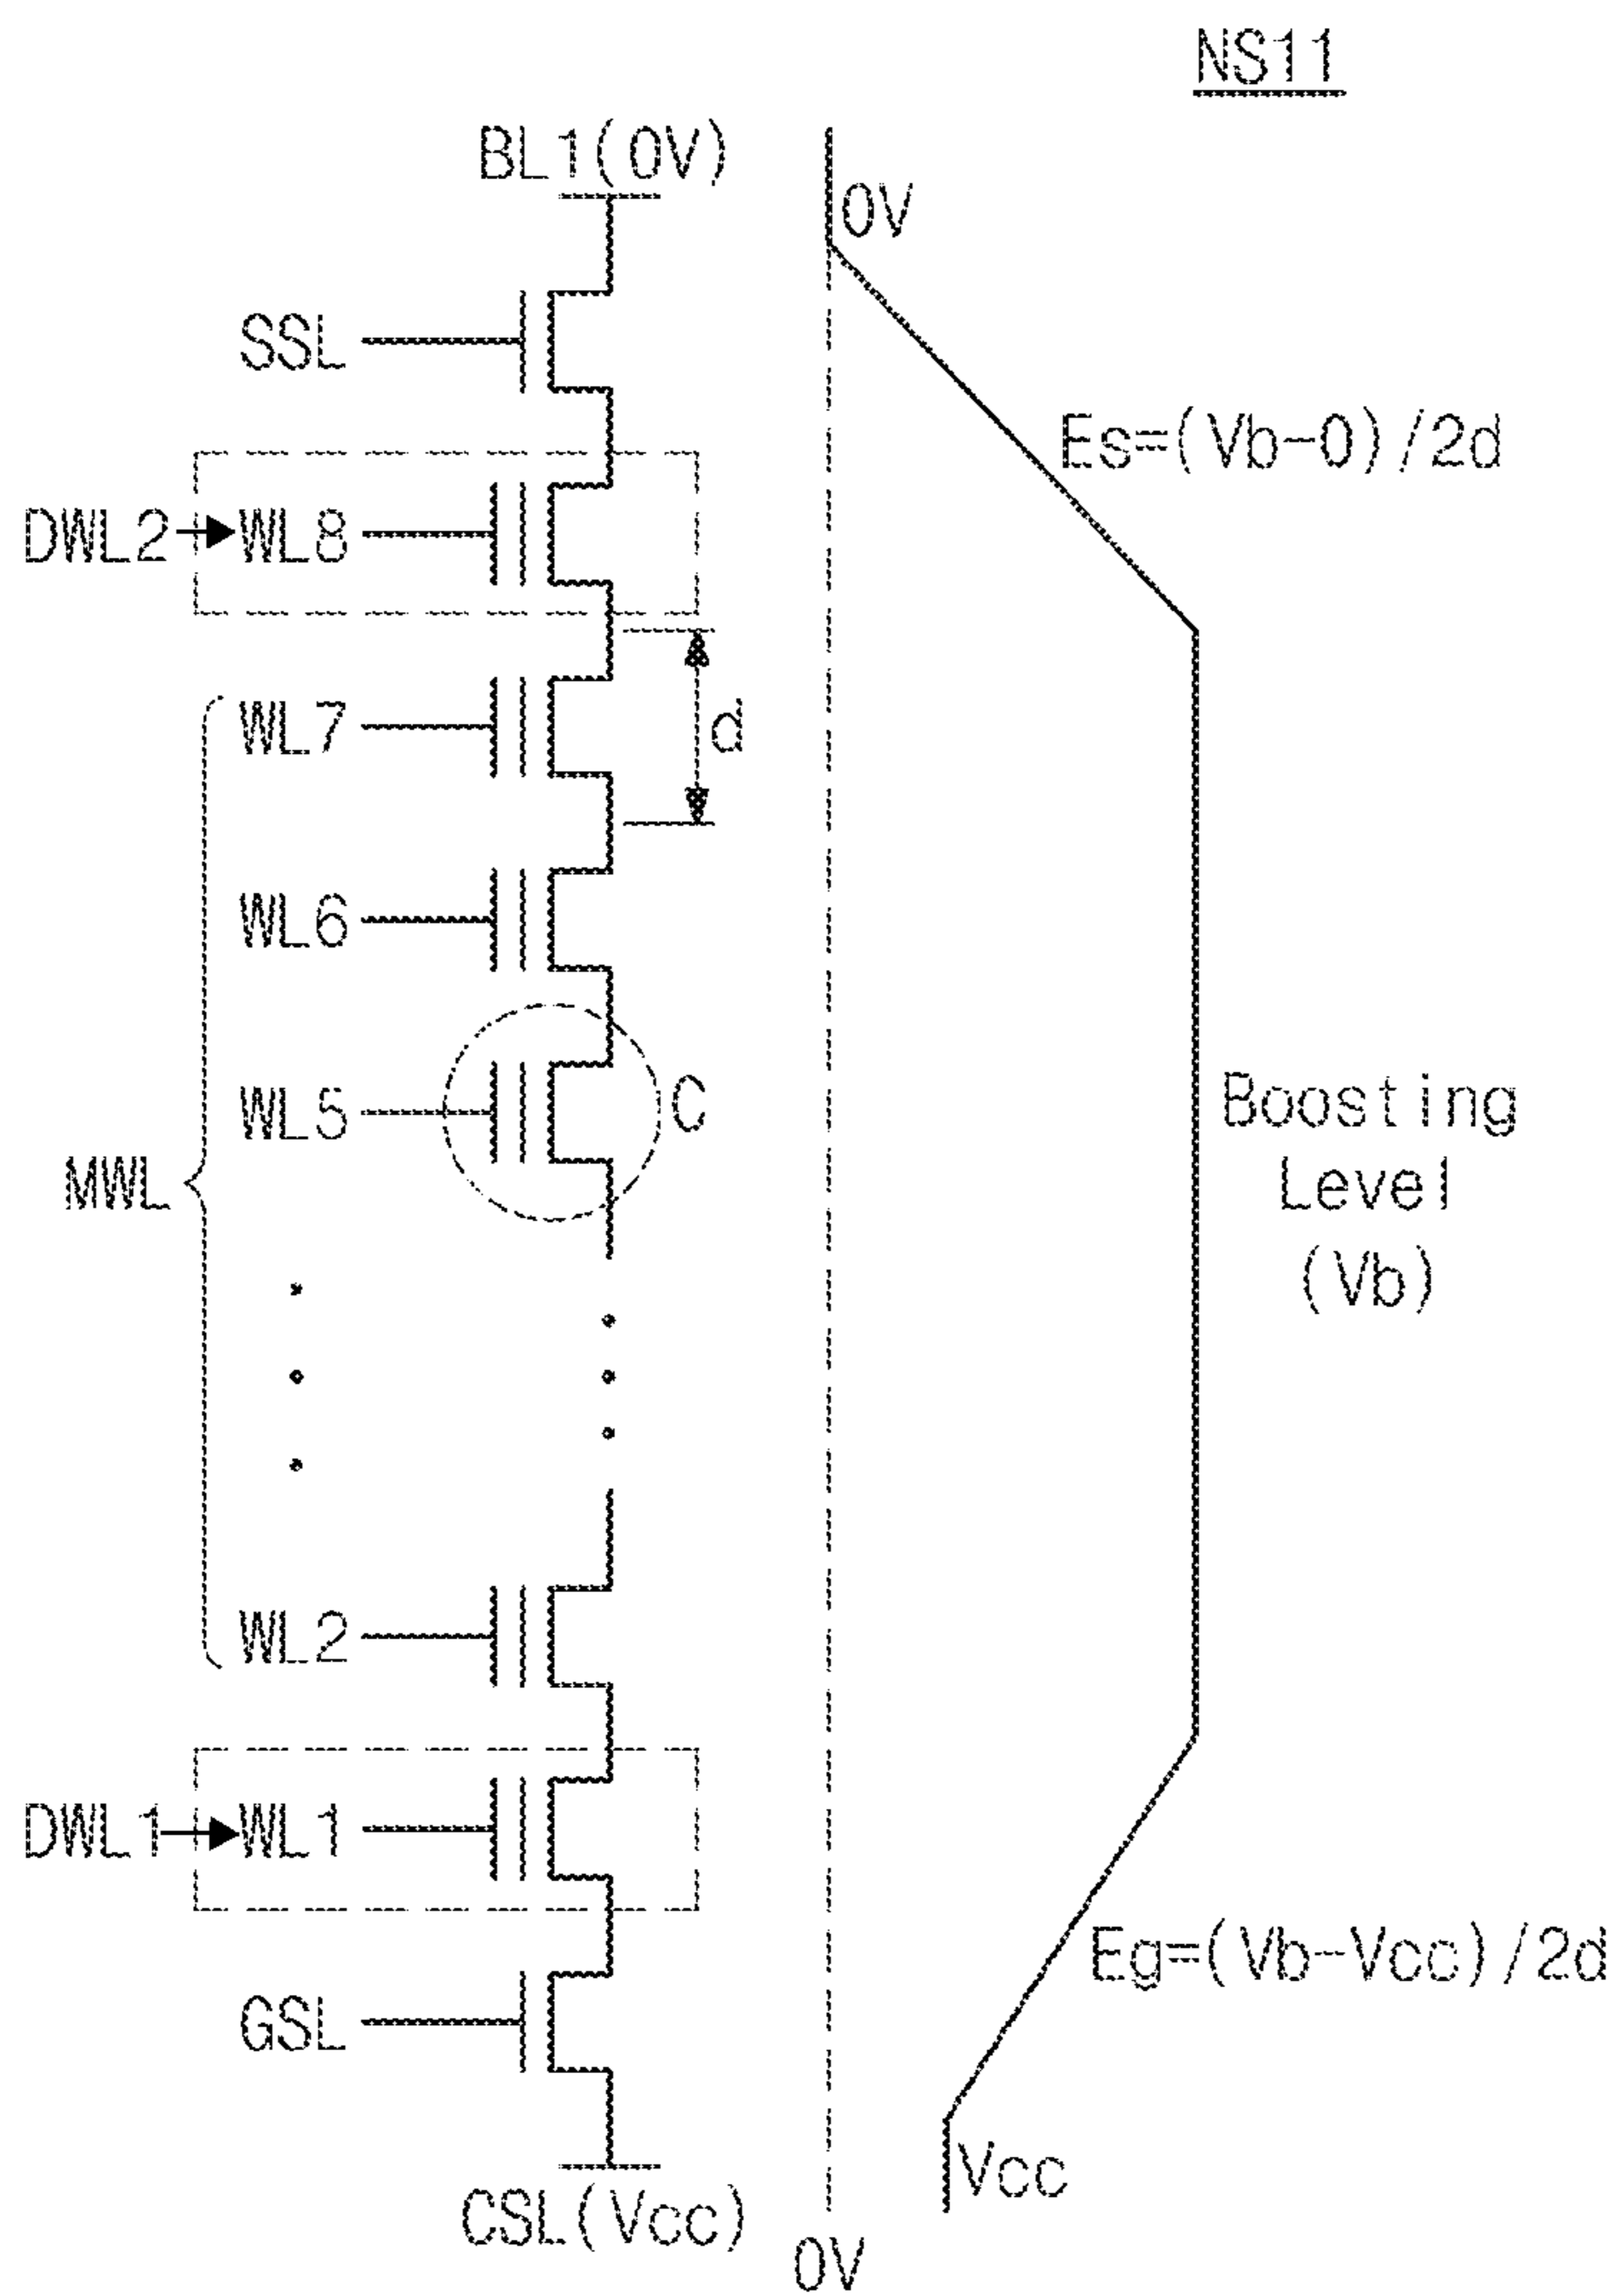 NS11
BL1(0V)
0V
SSL
Es=(Vb-0)/2d
DWL2
WL8
WL7
d
WL6
WL5
C
MWL
Boosting
Level
(Vb)
WL2
DWL1
WL1
Eg=(Vb-Vcc)/2d
GSL
Vcc
CSL(Vcc)
0V